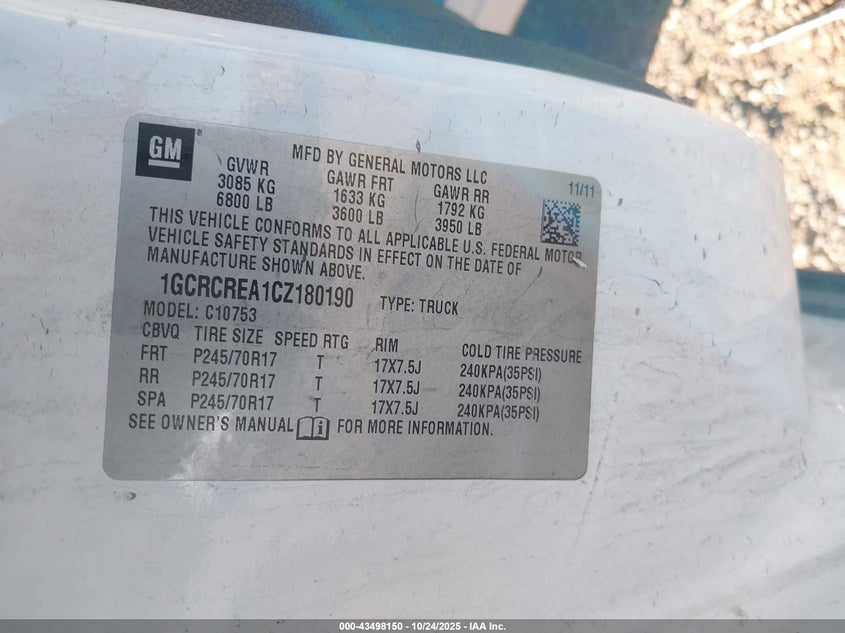 GM ®
MFD BY GENERAL MOTORS LLC
GVWR GAWR FRT GAWR RR 11/11
3085 KG 1633 KG 1792 KG
6800 LB 3600 LB 3950 LB
THIS VEHICLE CONFORMS TO ALL APPLICABLE U.S. FEDERAL MOTOR
VEHICLE SAFETY STANDARDS IN EFFECT ON THE DATE OF
MANUFACTURE SHOWN ABOVE.
1GCRCREA1CZ180190 TYPE: TRUCK
MODEL: C10753
CBVQ TIRE SIZE SPEED RTG RIM COLD TIRE PRESSURE
FRT P245/70R17 T 17X7.5J 240KPA(35PSI)
RR P245/70R17 T 17X7.5J 240KPA(35PSI)
SPA P245/70R17 T 17X7.5J 240KPA(35PSI)
SEE OWNER'S MANUAL FOR MORE INFORMATION.
000-43498150 - 10/24/2025 - IAA Inc.